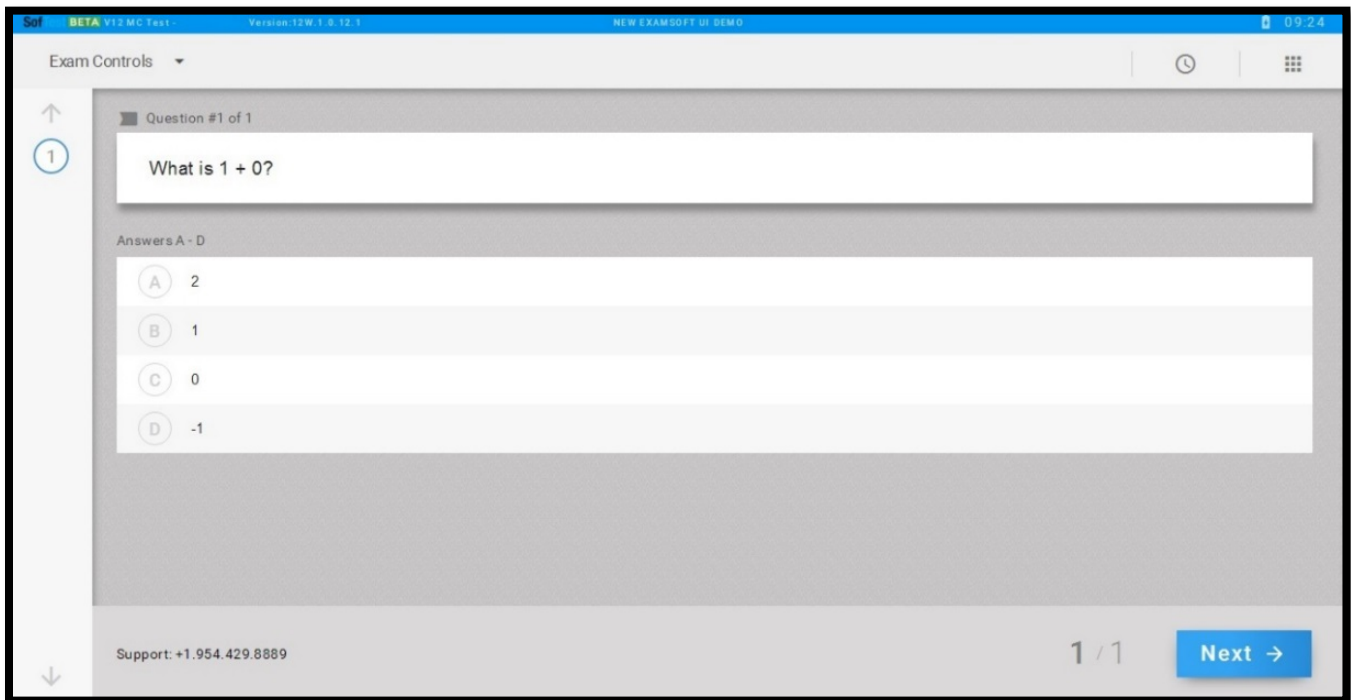 SofTest BETA V12 MC Test - Version:12W.1.0.12.1 NEW EXAMSOFT UI DEMO 09:24
Exam Controls
Question #1 of 1
1
What is 1 + 0?
Answers A - D
A 2
B 1
C 0
D -1
Support: +1.954.429.8889 1 / 1 Next